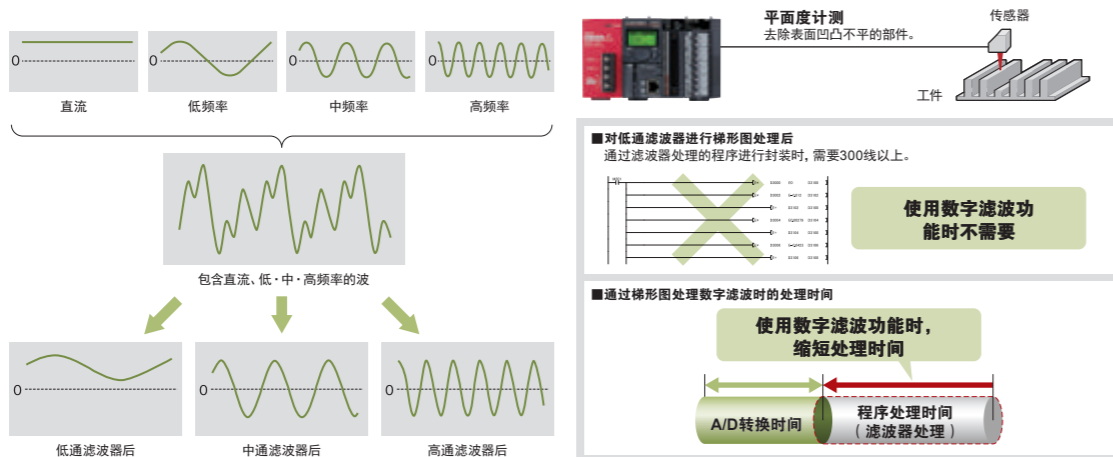 0
0
0
0
直流
低频率
中频率
高频率
包含直流、低·中·高频率的波
0
0
0
低通滤波器后
中通滤波器后
高通滤波器后
平面度计测
去除表面凹凸不平的部件。
传感器
工件
■对低通滤波器进行梯形图处理后
通过滤波器处理的程序进行封装时，需要300线以上。
使用数字滤波功
能时不需要
■通过梯形图处理数字滤波时的处理时间
使用数字滤波功能时，
缩短处理时间
A/D转换时间
程序处理时间
（滤波器处理）